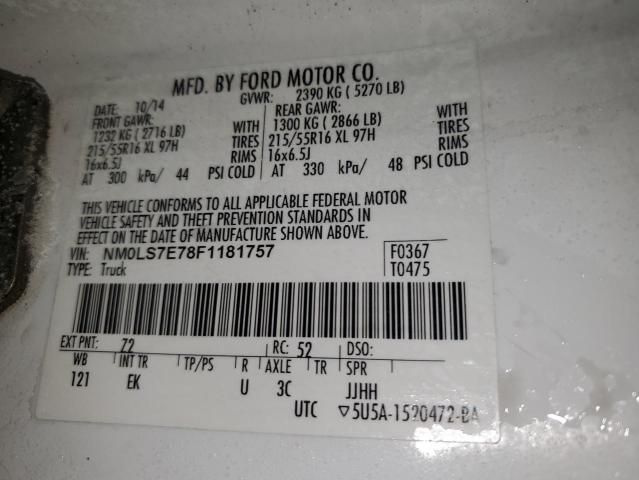 MFD. BY FORD MOTOR CO.
DATE: 10/14 GVWR: 2390 KG ( 5270 LB)
FRONT GAWR: REAR GAWR:
1232 KG ( 2716 LB) WITH 1300 KG ( 2866 LB) WITH
215/55R16 XL 97H TIRES 215/55R16 XL 97H TIRES
16x6.5J RIMS 16x6.5J RIMS
AT 300 kPa/ 44 PSI COLD AT 330 kPa/ 48 PSI COLD
THIS VEHICLE CONFORMS TO ALL APPLICABLE FEDERAL MOTOR
VEHICLE SAFETY AND THEFT PREVENTION STANDARDS IN
EFFECT ON THE DATE OF MANUFACTURE SHOWN ABOVE.
VIN: NM0LS7E78F1181757 F0367
TYPE: Truck T0475
EXT PNT: Z2 RC: 52 DSO:
WB INT TR TP/PS R AXLE TR SPR
121 EK U 3C JJHH
UTC ▽5U5A-1520472-BA